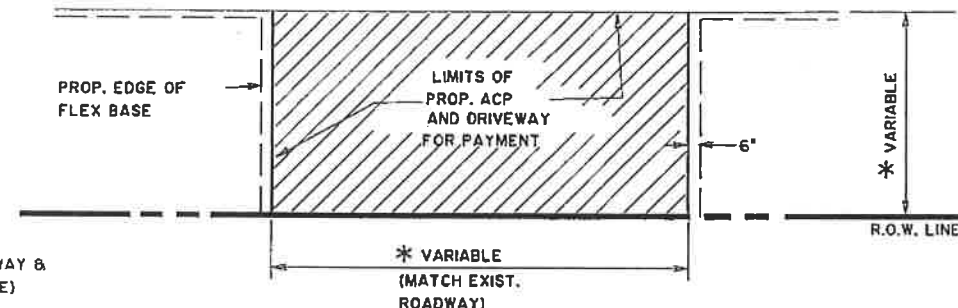 PROP. EDGE OF
FLEX BASE
LIMITS OF
PROP. ACP
AND DRIVEWAY
FOR PAYMENT
6"
* VARIABLE
R.O.W. LINE
* VARIABLE
(MATCH EXIST.
ROADWAY)
&
E)